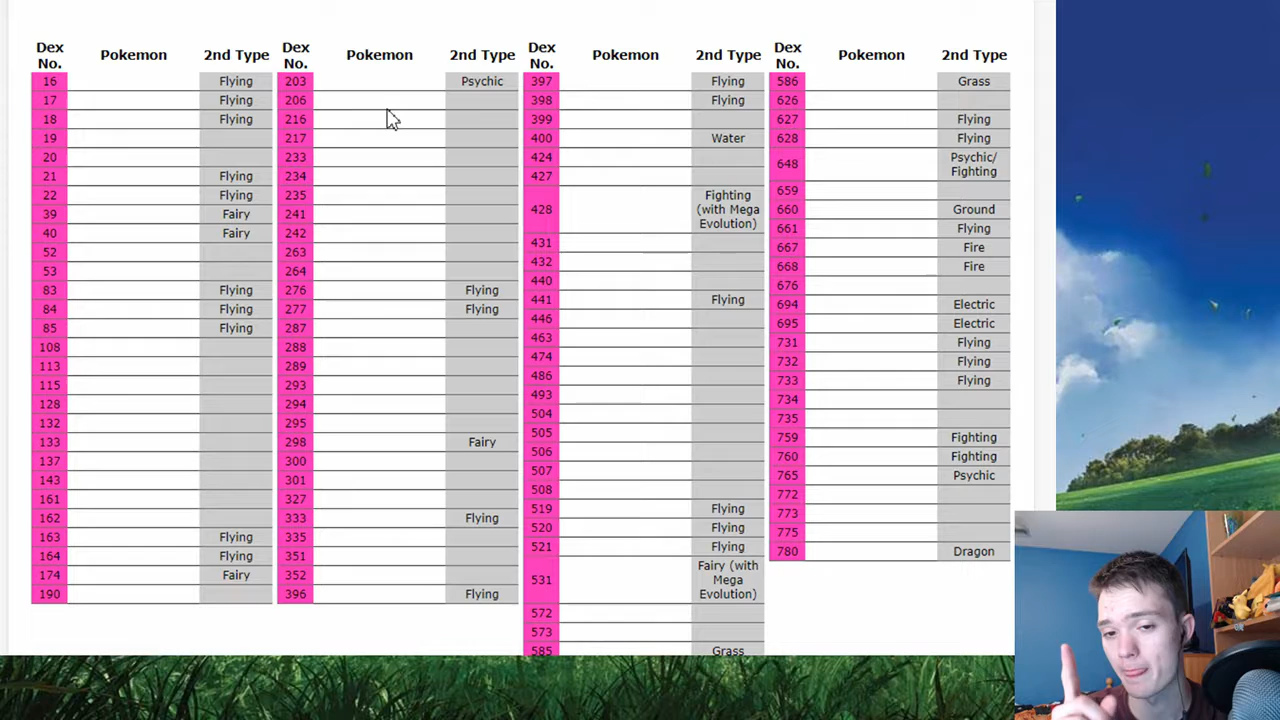 Dex No. Pokemon 2nd Type Dex No. Pokemon 2nd Type Dex No. Pokemon 2nd Type Dex No. Pokemon 2nd Type
16 Flying
17 Flying
18 Flying
19
20
21 Flying
22 Flying
39 Fairy
40 Fairy
52
53
83 Flying
84 Flying
85 Flying
108
113
115
128
132
133
137
143
161
162
163 Flying
164 Flying
174 Fairy
190
203 Psychic
206
216
217
233
234
235
241
242
263
264
276 Flying
277 Flying
287
288
289
293
294
295
298 Fairy
300
301
327
333 Flying
335
351
352
396 Flying
397 Flying
398 Flying
399
400 Water
424
427
428 Fighting
(with Mega
Evolution)
431
432
440
441 Flying
446
463
474
486
493
504
505
506
507
508
519 Flying
520 Flying
521 Flying
531 Fairy (with
Mega
Evolution)
572
573
585 Grass
586 Grass
626
627 Flying
628 Flying
648 Psychic/
Fighting
659
660 Ground
661 Flying
667 Fire
668 Fire
676
694 Electric
695 Electric
731 Flying
732 Flying
733 Flying
734
735
759 Fighting
760 Fighting
765 Psychic
772
773
775
780 Dragon